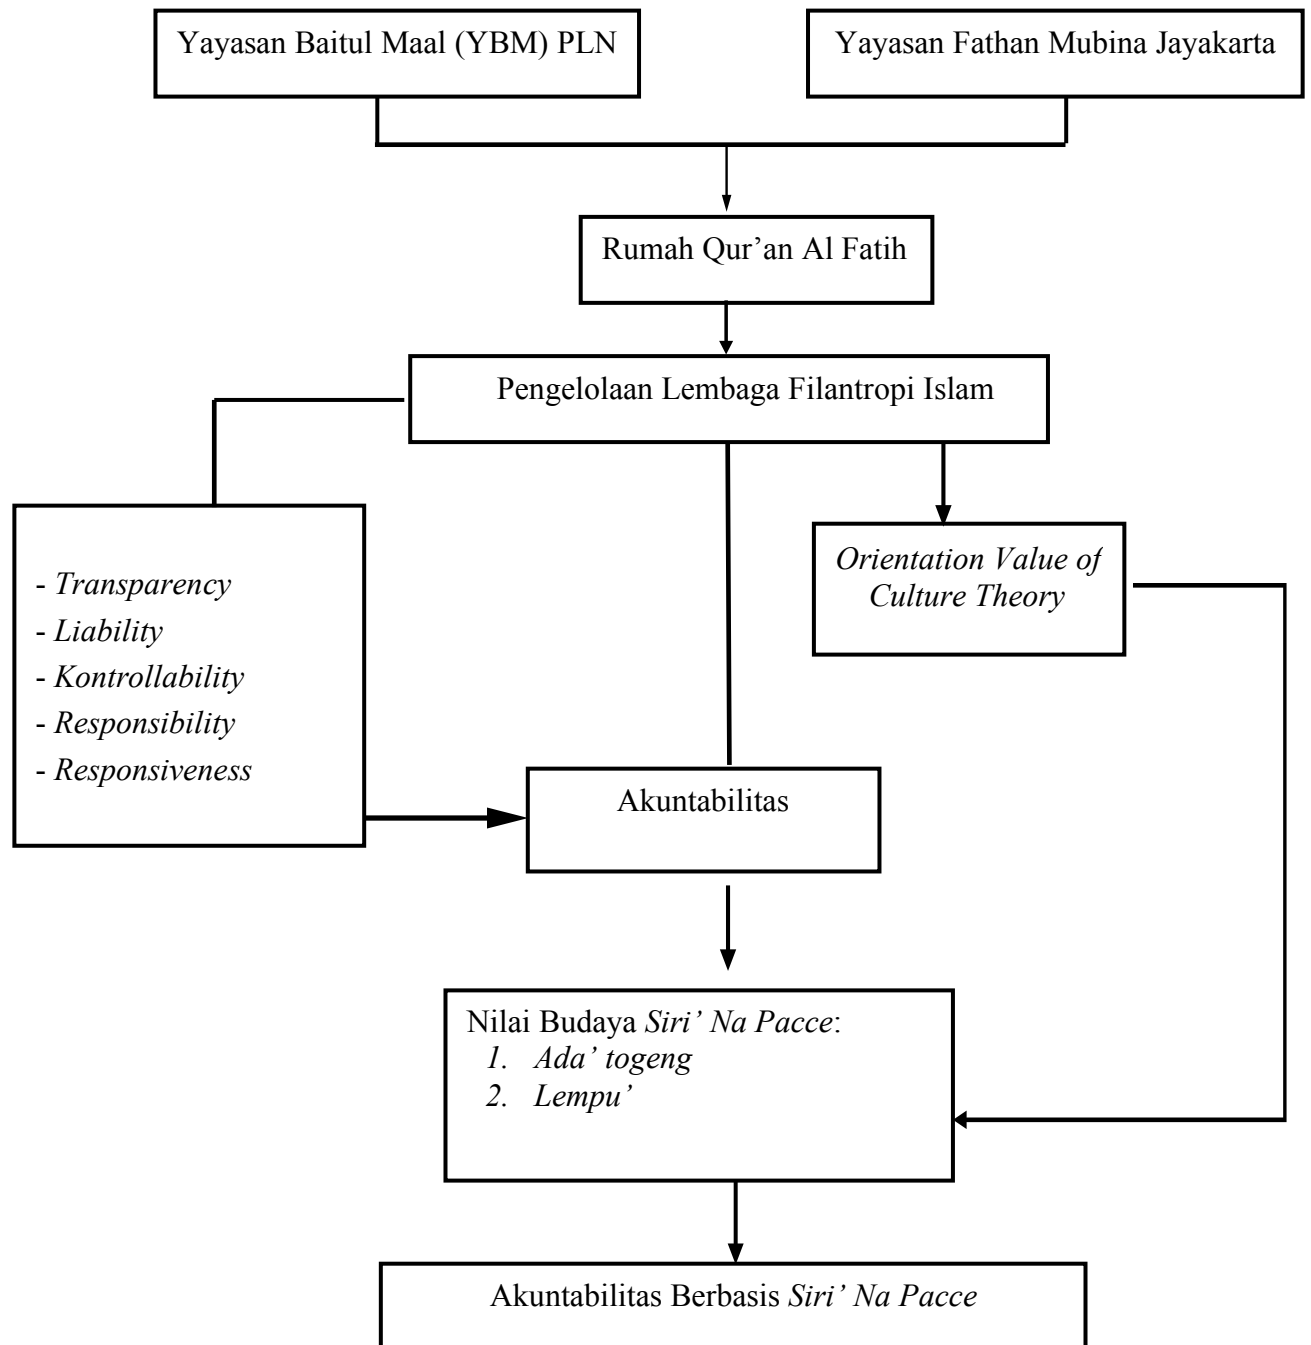 Yayasan Baitul Maal (YBM) PLN
Yayasan Fathan Mubina Jayakarta
Rumah Qur’an Al Fatih
Pengelolaan Lembaga Filantropi Islam
Orientation Value of
Culture Theory
- Transparency
- Liability
- Kontrollability
- Responsibility
- Responsiveness
Akuntabilitas
Nilai Budaya Siri’ Na Pacce:
1. Ada’ togeng
2. Lempu’
Akuntabilitas Berbasis Siri’ Na Pacce